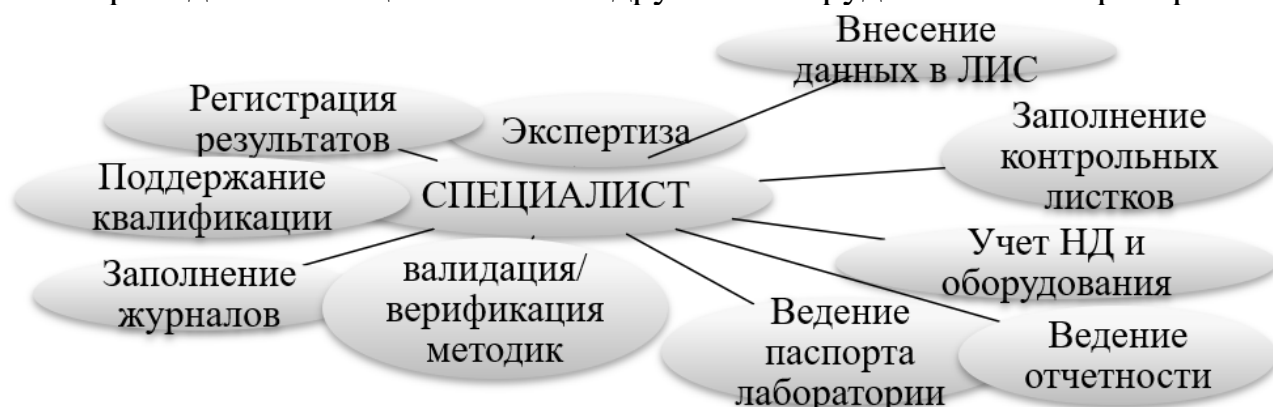 Внесение
данных в ЛИС
Регистрация
результатов
Экспертиза
Заполнение
контрольных
листков
Поддержание
квалификации
СПЕЦИАЛИСТ
Учет НД и
оборудования
Заполнение
журналов
валидация/
верификация
методик
Ведение
паспорта
лаборатории
Ведение
отчетности